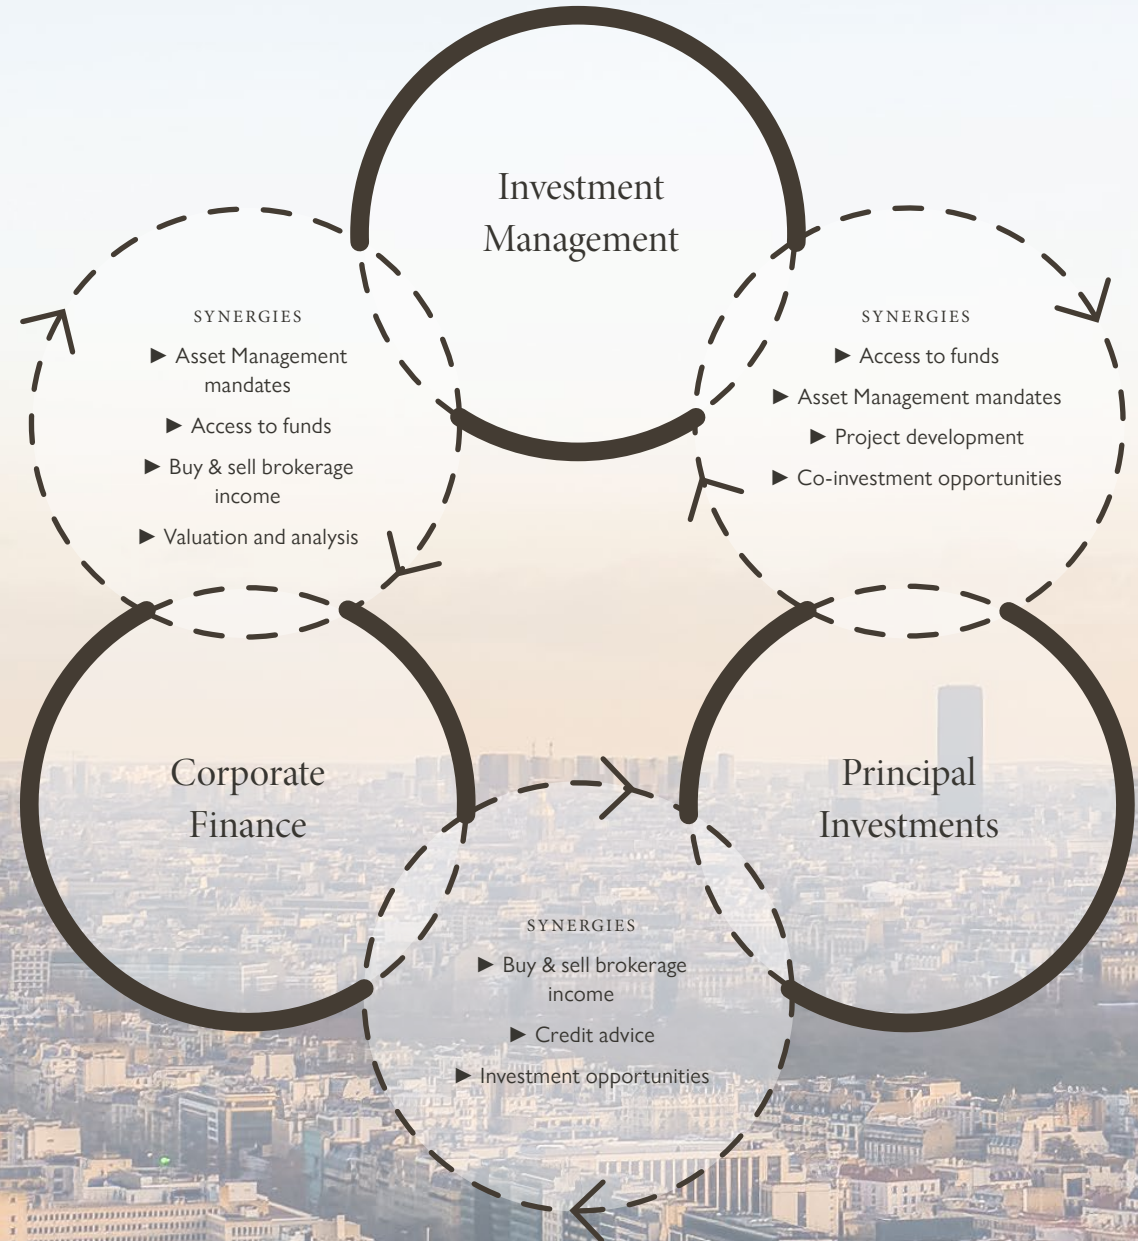 Investment
Management
SYNERGIES
► Asset Management
mandates
► Access to funds
► Buy & sell brokerage
income
► Valuation and analysis
SYNERGIES
► Access to funds
► Asset Management mandates
► Project development
► Co-investment opportunities
Corporate
Finance
Principal
Investments
SYNERGIES
► Buy & sell brokerage
income
► Credit advice
► Investment opportunities